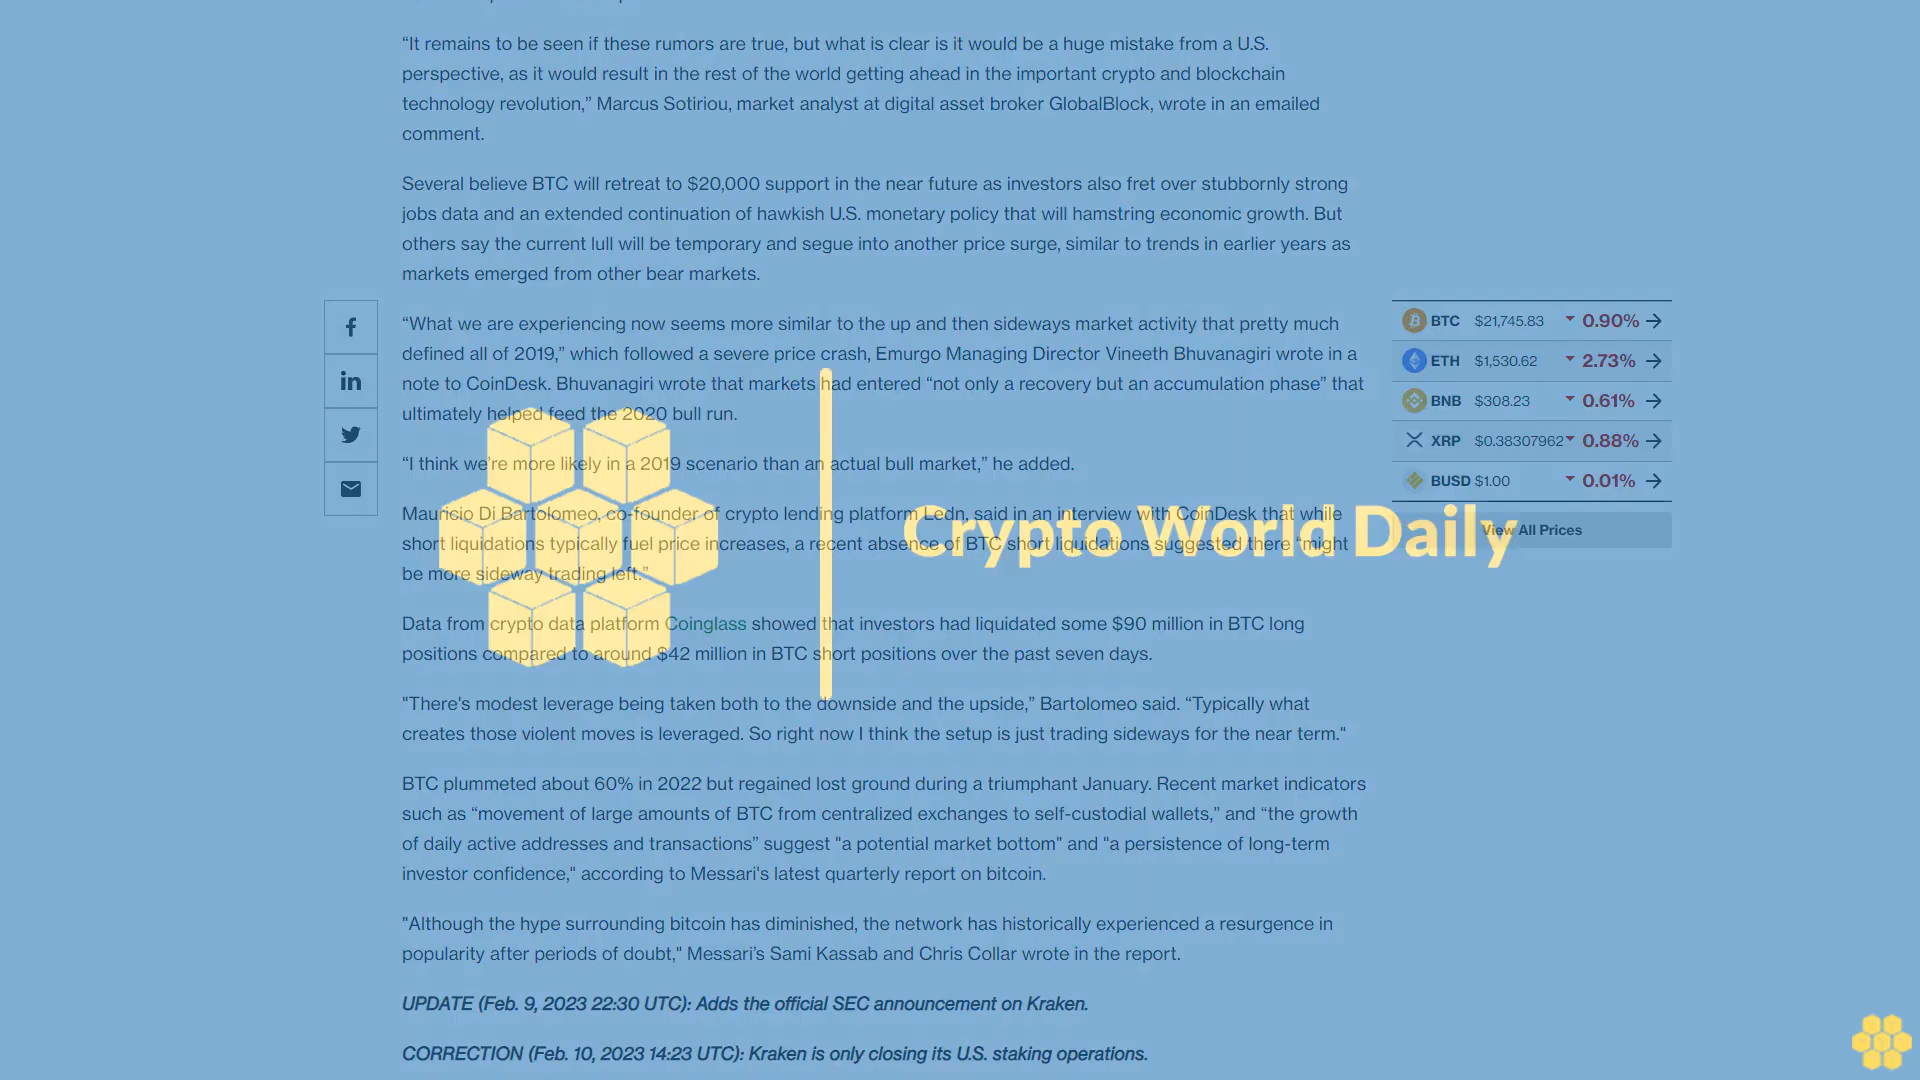 “It remains to be seen if these rumors are true, but what is clear is it would be a huge mistake from a U.S.
perspective, as it would result in the rest of the world getting ahead in the important crypto and blockchain
technology revolution,” Marcus Sotiriou, market analyst at digital asset broker GlobalBlock, wrote in an emailed
comment.
Several believe BTC will retreat to $20,000 support in the near future as investors also fret over stubbornly strong
jobs data and an extended continuation of hawkish U.S. monetary policy that will hamstring economic growth. But
others say the current lull will be temporary and segue into another price surge, similar to trends in earlier years as
markets emerged from other bear markets.
“What we are experiencing now seems more similar to the up and then sideways market activity that pretty much
defined all of 2019,” which followed a severe price crash, Emurgo Managing Director Vineeth Bhuvanagiri wrote in a
note to CoinDesk. Bhuvanagiri wrote that markets had entered “not only a recovery but an accumulation phase” that
ultimately helped feed the 2020 bull run.
“I think we’re more likely in a 2019 scenario than an actual bull market,” he added.
Mauricio Di Bartolomeo, co-founder of crypto lending platform Ledn, said in an interview with CoinDesk that while
short liquidations typically fuel price increases, a recent absence of BTC short liquidations suggested there “might
be more sideway trading left.”
Data from crypto data platform Coinglass showed that investors had liquidated some $90 million in BTC long
positions compared to around $42 million in BTC short positions over the past seven days.
"There's modest leverage being taken both to the downside and the upside,” Bartolomeo said. “Typically what
creates those violent moves is leveraged. So right now I think the setup is just trading sideways for the near term."
BTC plummeted about 60% in 2022 but regained lost ground during a triumphant January. Recent market indicators
such as “movement of large amounts of BTC from centralized exchanges to self-custodial wallets,” and “the growth
of daily active addresses and transactions” suggest "a potential market bottom" and "a persistence of long-term
investor confidence," according to Messari's latest quarterly report on bitcoin.
"Although the hype surrounding bitcoin has diminished, the network has historically experienced a resurgence in
popularity after periods of doubt," Messari’s Sami Kassab and Chris Collar wrote in the report.
UPDATE (Feb. 9, 2023 22:30 UTC): Adds the official SEC announcement on Kraken.
CORRECTION (Feb. 10, 2023 14:23 UTC): Kraken is only closing its U.S. staking operations.
BTC $21,745.83 0.90%
ETH $1,530.62 2.73%
BNB $308.23 0.61%
XRP $0.38307962 0.88%
BUSD $1.00 0.01%
View All Prices
Crypto World Daily